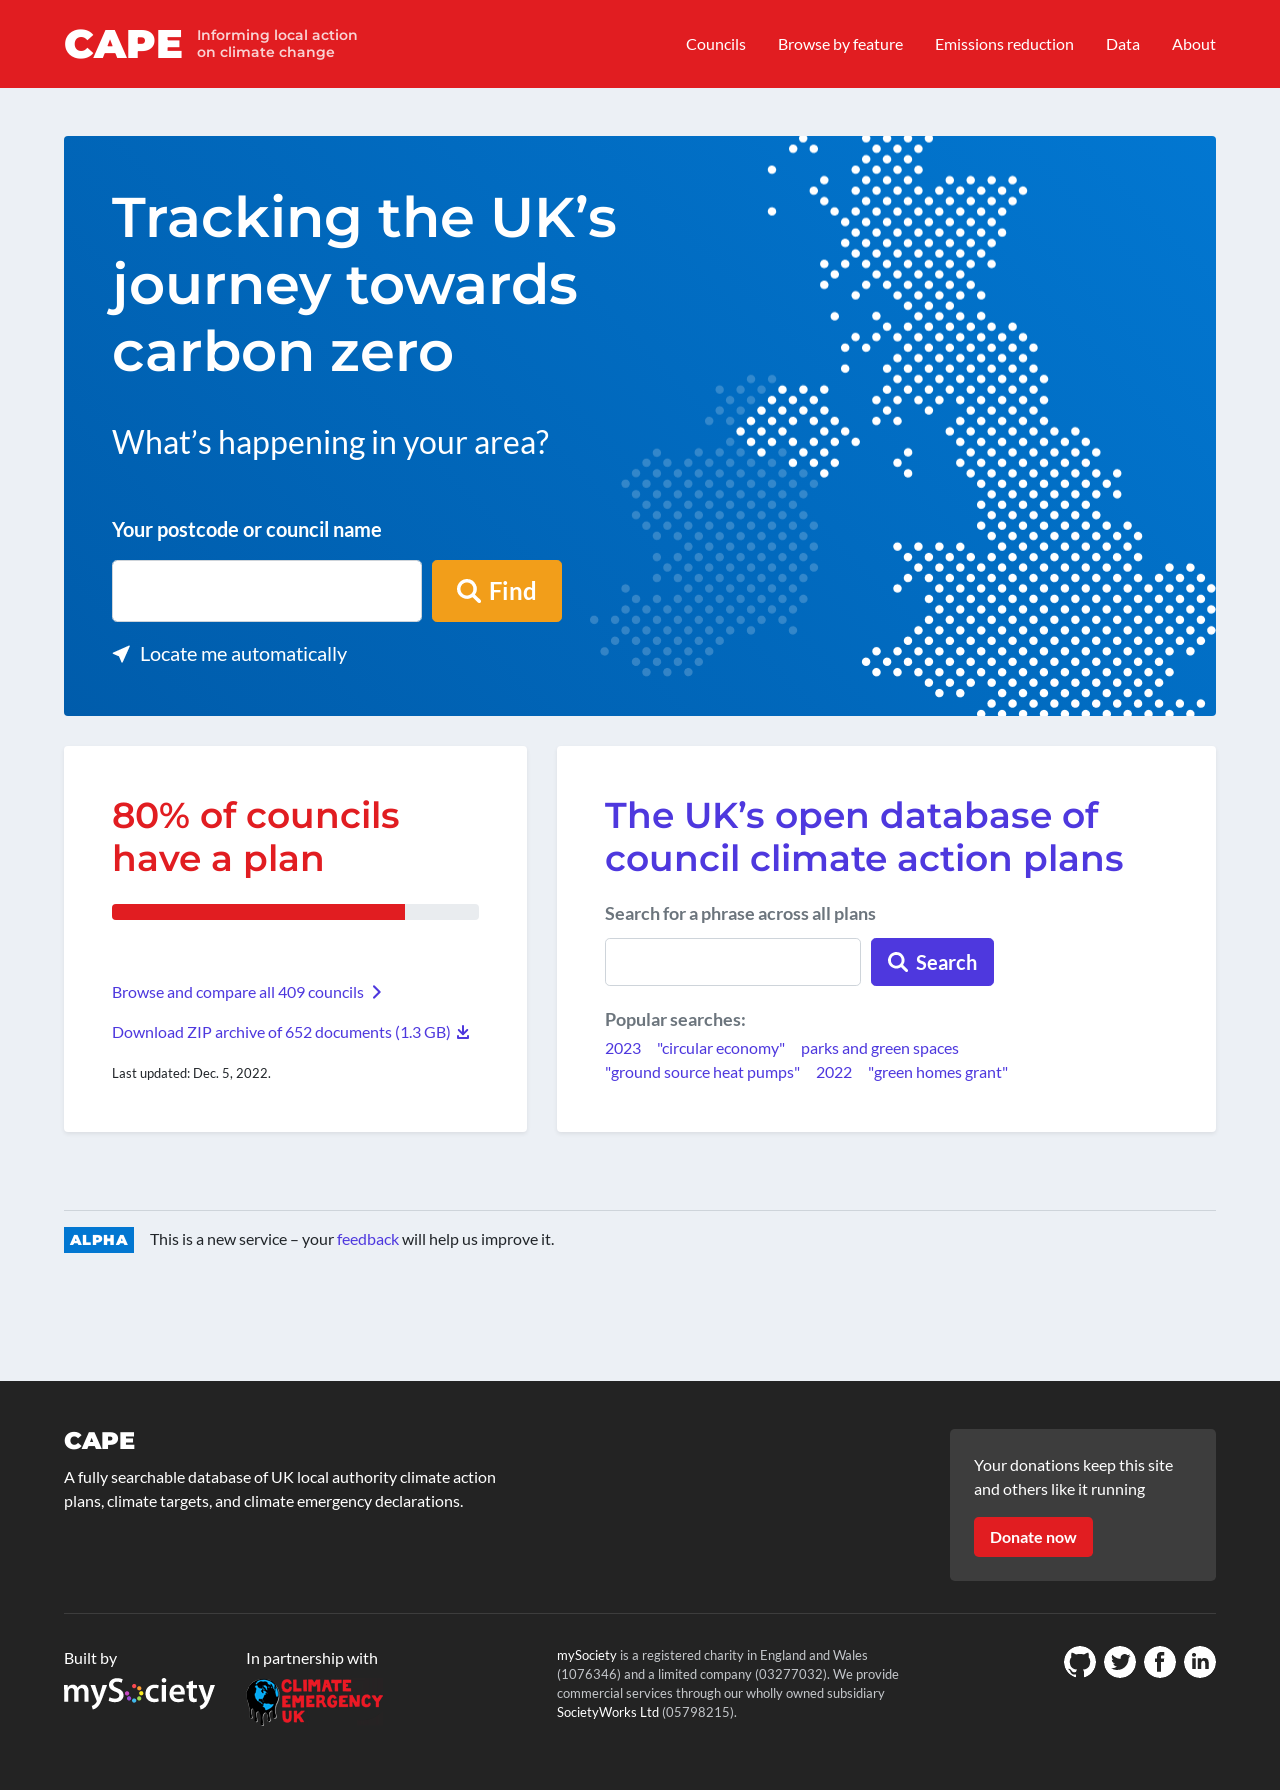 CAPE
Informing local action
on climate change
Councils
Browse by feature
Emissions reduction
Data
About
Tracking the UK’s
journey towards
carbon zero
What’s happening in your area?
Your postcode or council name
Find
Locate me automatically
80% of councils
have a plan
Browse and compare all 409 councils
Download ZIP archive of 652 documents (1.3 GB)
Last updated: Dec. 5, 2022.
The UK’s open database of
council climate action plans
Search for a phrase across all plans
Search
Popular searches:
2023 "circular economy" parks and green spaces
"ground source heat pumps" 2022 "green homes grant"
ALPHA
This is a new service – your feedback will help us improve it.
CAPE
A fully searchable database of UK local authority climate action
plans, climate targets, and climate emergency declarations.
Your donations keep this site
and others like it running
Donate now
Built by
mySociety
In partnership with
CLIMATE
EMERGENCY
UK
mySociety is a registered charity in England and Wales
(1076346) and a limited company (03277032). We provide
commercial services through our wholly owned subsidiary
SocietyWorks Ltd (05798215).